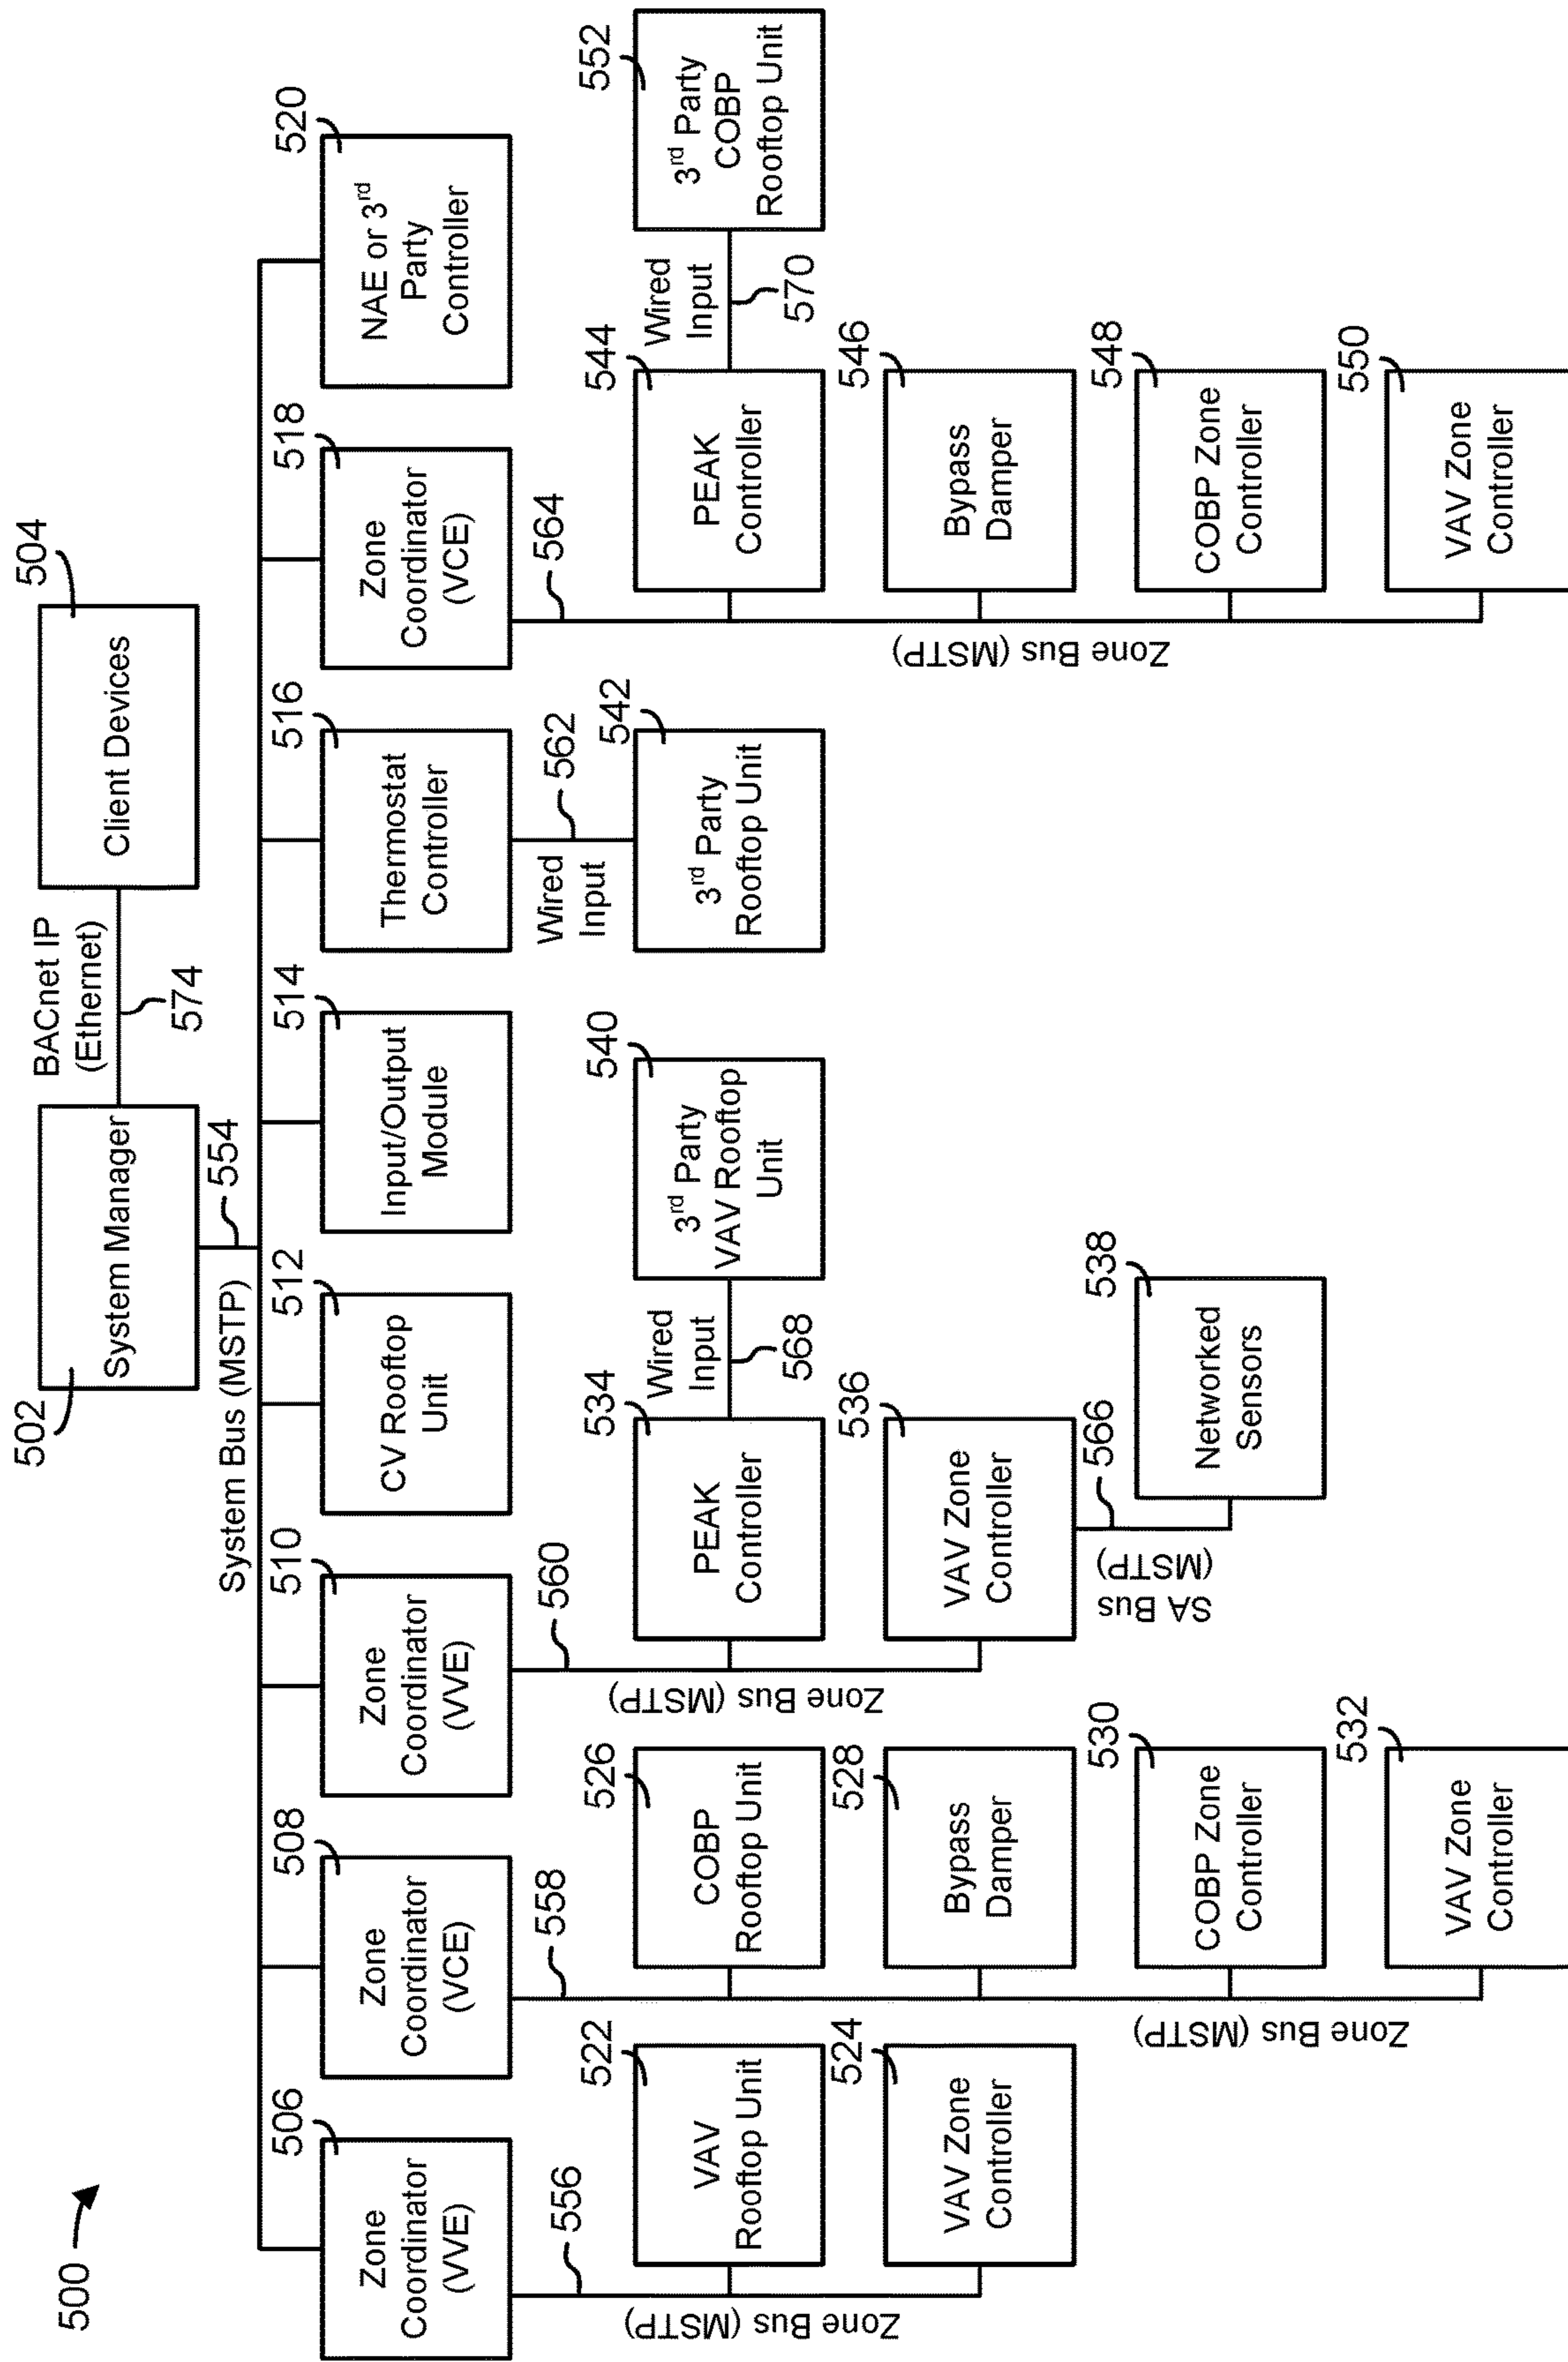 500
502
System Manager
BACnet IP
(Ethernet)
574
504
Client Devices
System Bus (MSTP)
554
506
Zone
Coordinator
(VVE)
508
Zone
Coordinator
(VCE)
510
Zone
Coordinator
(VVE)
512
CV Rooftop
Unit
514
Input/Output
Module
516
Thermostat
Controller
518
Zone
Coordinator
(VCE)
520
NAE or 3rd
Party
Controller
556
Zone Bus (MSTP)
522
VAV
Rooftop Unit
524
VAV Zone
Controller
558
Zone Bus (MSTP)
526
COBP
Rooftop Unit
528
Bypass
Damper
530
COBP Zone
Controller
532
VAV Zone
Controller
560
Zone Bus (MSTP)
534
PEAK
Controller
Wired
Input
568
540
3rd Party
VAV Rooftop
Unit
536
VAV Zone
Controller
566
SA Bus
(MSTP)
538
Networked
Sensors
Wired
Input
562
542
3rd Party
Rooftop Unit
564
Zone Bus (MSTP)
544
PEAK
Controller
Wired
Input
570
552
3rd Party
COBP
Rooftop Unit
546
Bypass
Damper
548
COBP Zone
Controller
550
VAV Zone
Controller